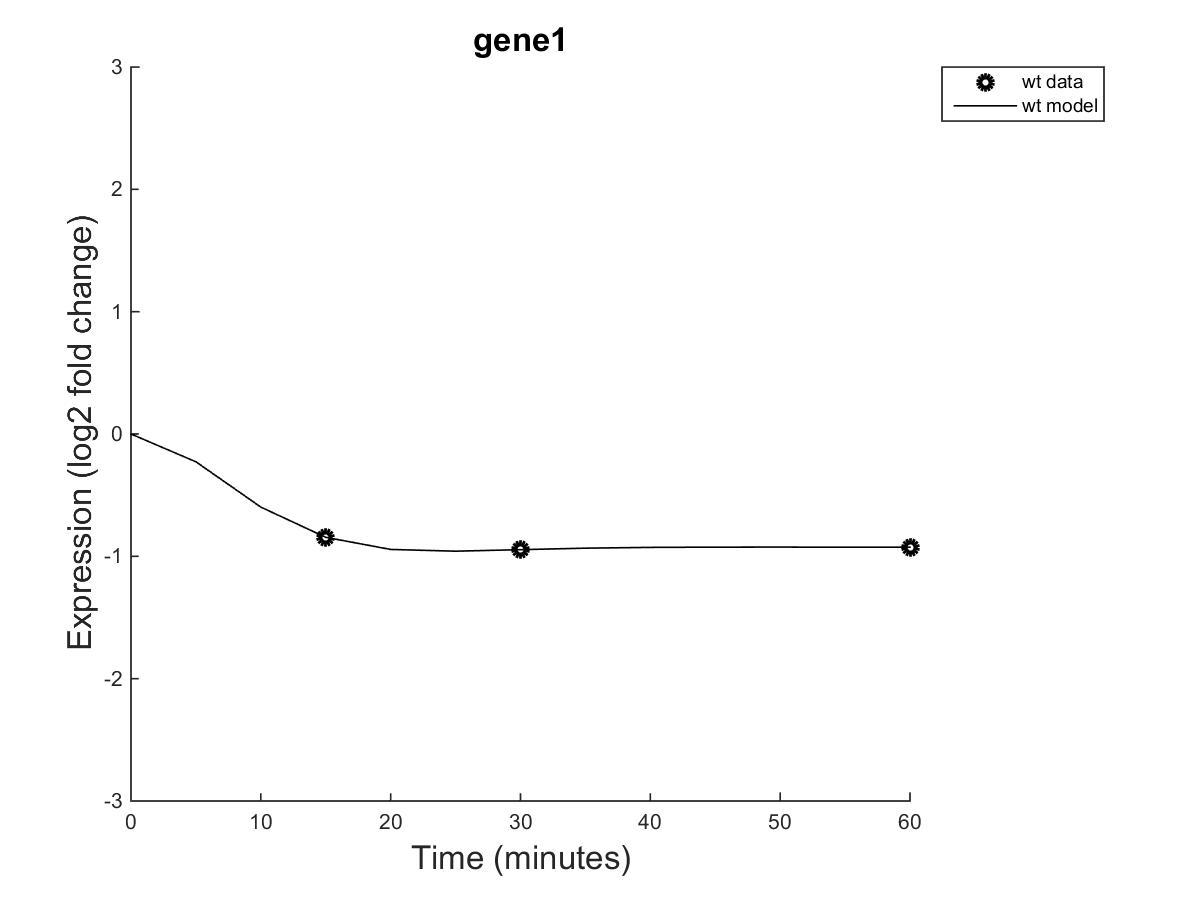 gene1
wt data
wt model
3
2
1
0
-1
-2
-3
Expression (log2 fold change)
0 10 20 30 40 50 60
Time (minutes)